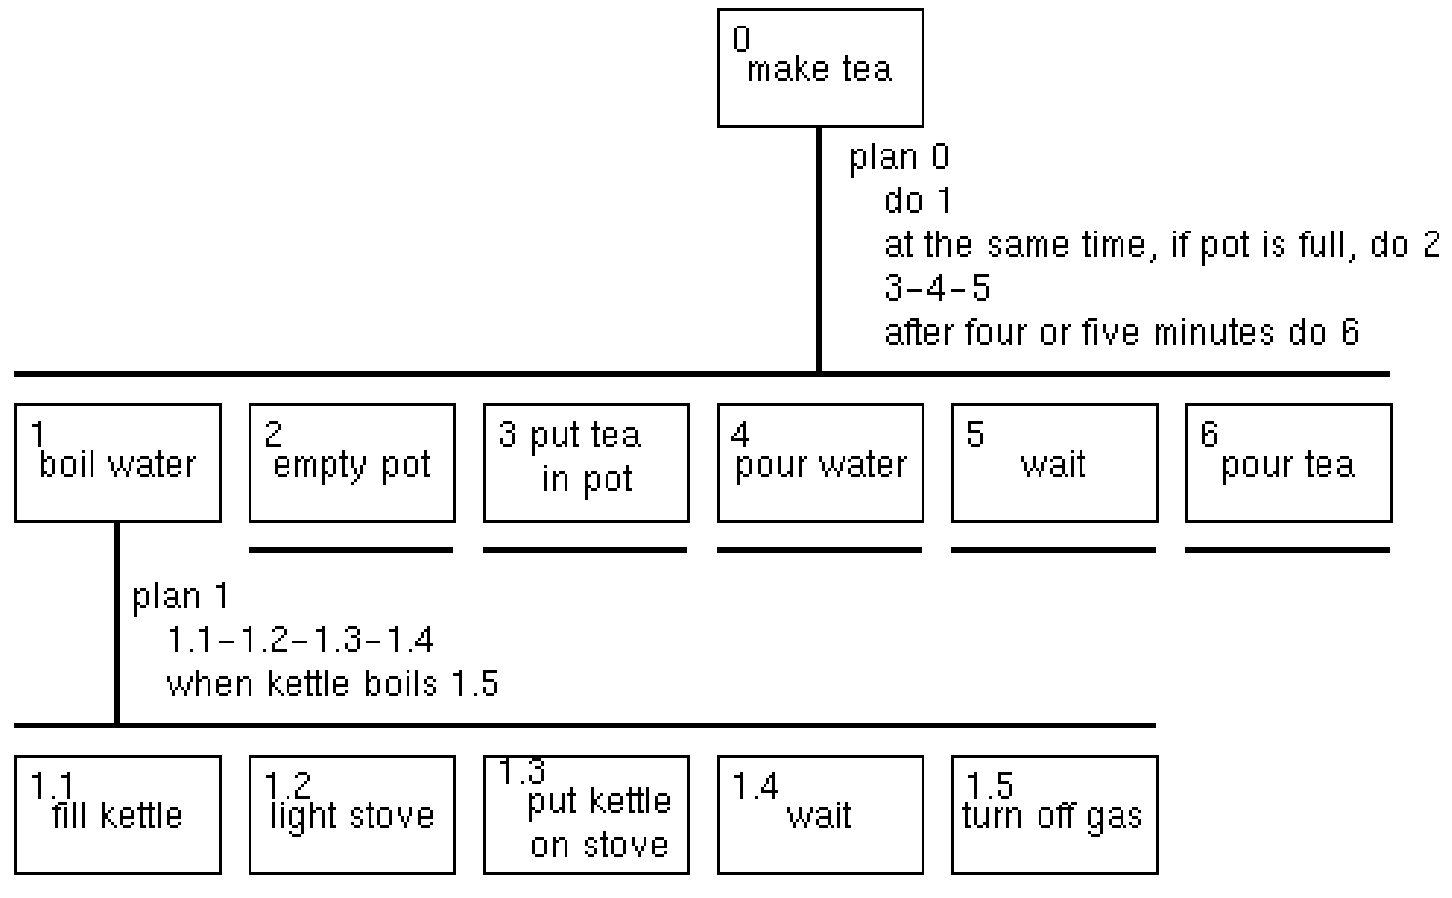 0
make tea
plan 0
do 1
at the same time, if pot is full, do 2
3-4-5
after four or five minutes do 6
1
boil water
2
empty pot
3 put tea
in pot
4
pour water
5
wait
6
pour tea
plan 1
1.1-1.2-1.3-1.4
when kettle boils 1.5
1.1
fill kettle
1.2
light stove
1.3
put kettle
on stove
1.4
wait
1.5
turn off gas